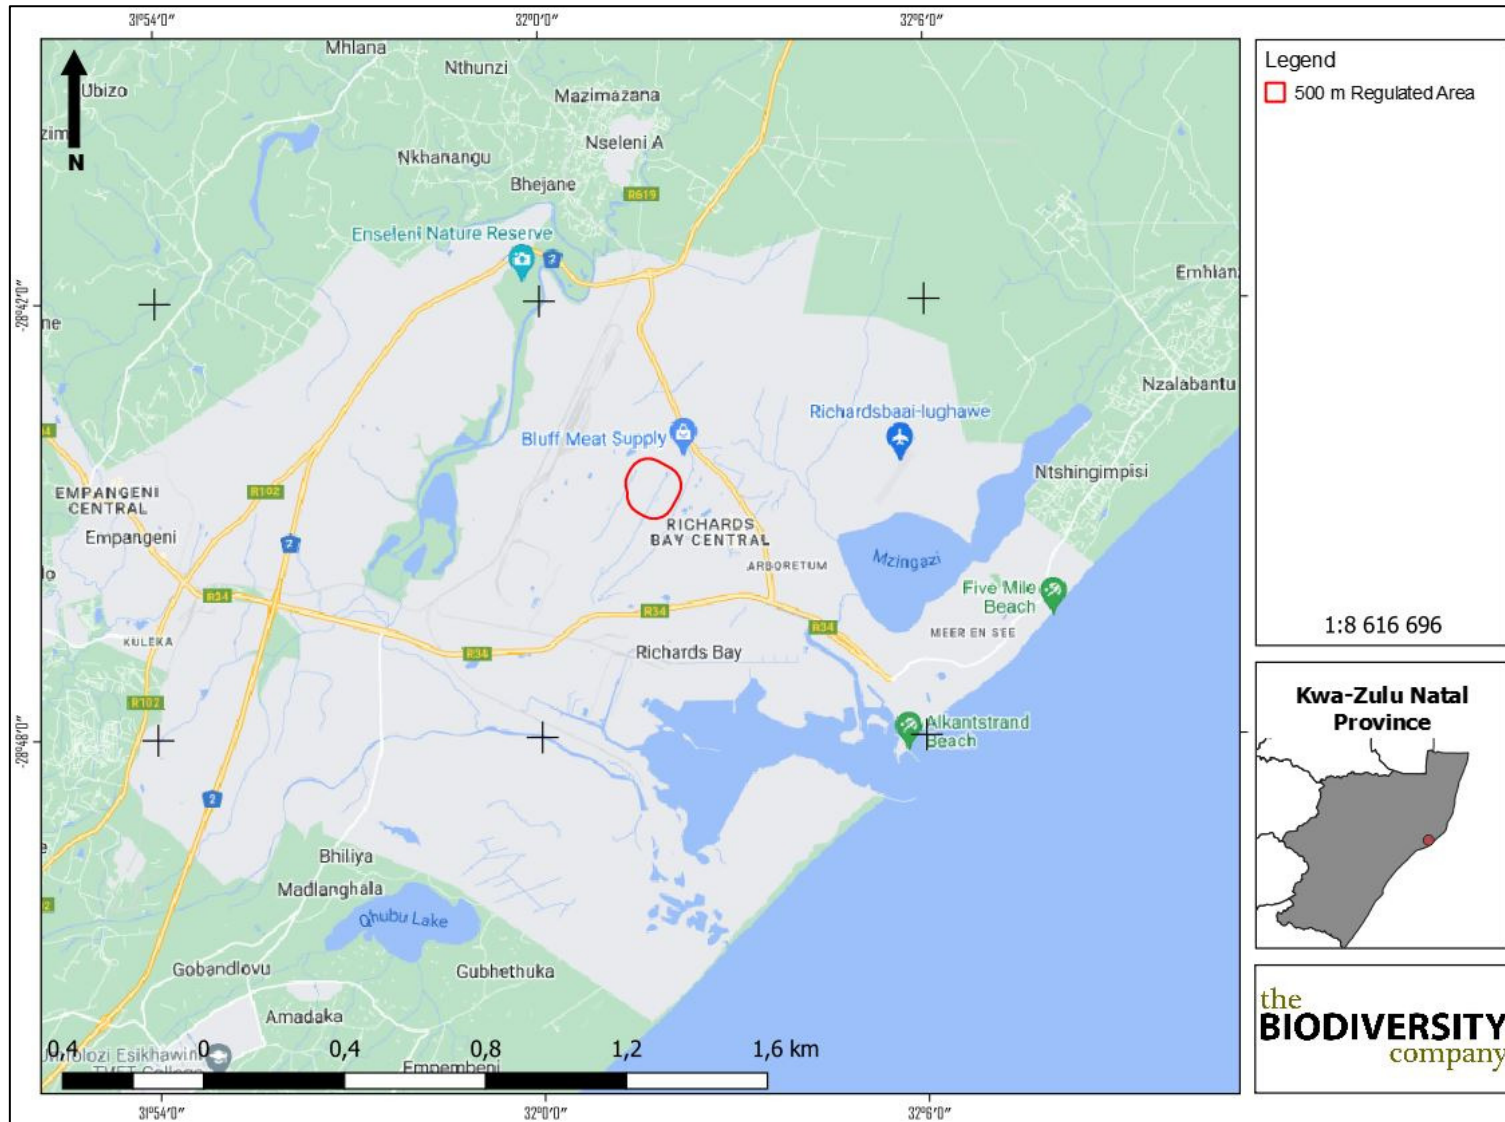 31°54'0"
32°0'0"
32°6'0"
Mhlana
Nthunzi
Ubizo
Mazimazana
zim
Nseleni A
N
Nkhanangu
Bhejane
R619
Enseleni Nature Reserve
2
Emhlan
-28°42'0"
ne
Nzalabantu
Richardsbaai-lughawe
Bluff Meat Supply
Ntshingimpisi
EMPANGENI
CENTRAL
R102
Empangeni
RICHARDS
BAY CENTRAL
2
Mzingazi
ARBORETUM
lo
Five Mile
Beach
R34
R34
R34
MEER EN SEE
KULEKA
R34
Richards Bay
R102
Alkantstrand
Beach
-28°48'0"
2
Bhiliya
Madlanghala
Qhubu Lake
Gobandlovu
Gubhethuka
Amadaka
Esikhawini
Empembeni
0,4
0
0,4
0,8
1,2
1,6 km
31°54'0"
32°0'0"
32°6'0"
Legend
500 m Regulated Area
1:8 616 696
Kwa-Zulu Natal
Province
the
BIODIVERSITY
company